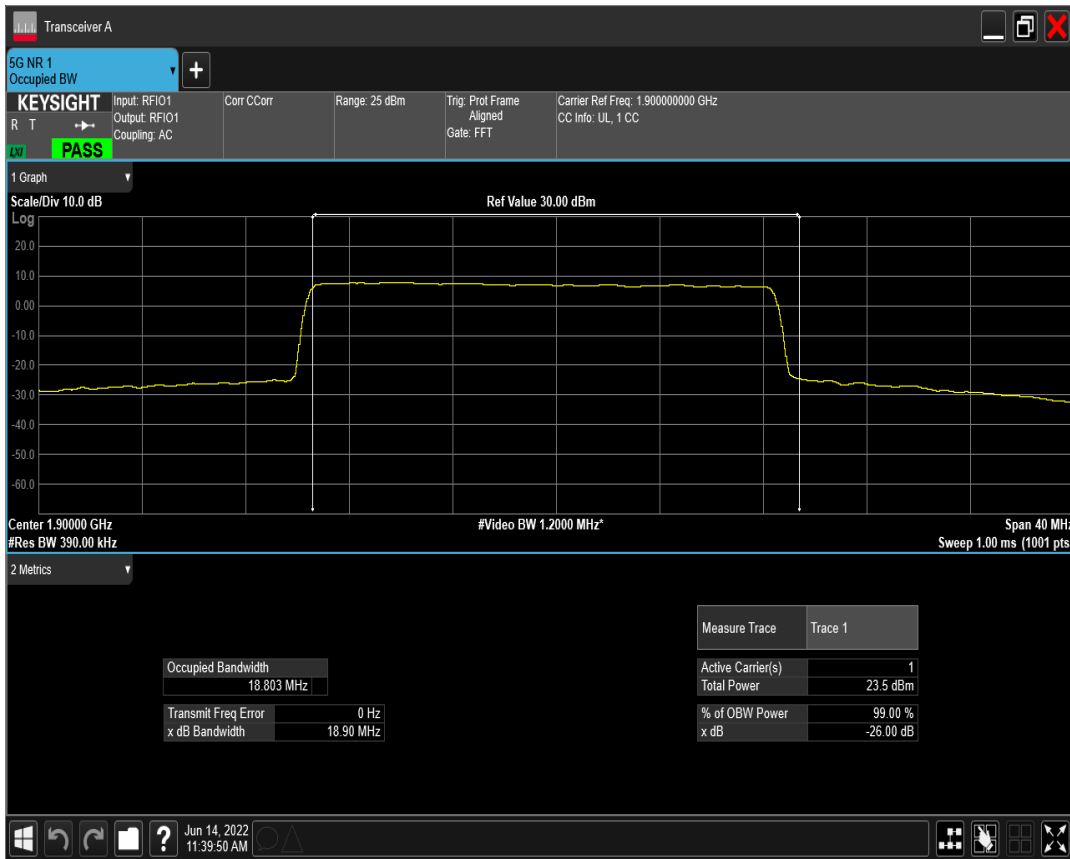 Transceiver A
5G NR 1
Occupied BW
KEYSIGHT
R T
LXI
PASS
Input: RFIO1
Output: RFIO1
Coupling: AC
Corr CCorr
Range: 25 dBm
Trig: Prot Frame
Aligned
Gate: FFT
Carrier Ref Freq: 1.900000000 GHz
CC Info: UL, 1 CC
1 Graph
Scale/Div 10.0 dB
Ref Value 30.00 dBm
Log
20.0
10.0
0.00
-10.0
-20.0
-30.0
-40.0
-50.0
-60.0
Center 1.90000 GHz
#Video BW 1.2000 MHz*
Span 40 MHz
#Res BW 390.00 kHz
Sweep 1.00 ms (1001 pts
2 Metrics
Measure Trace Trace 1
Occupied Bandwidth
18.803 MHz
Active Carrier(s) 1
Total Power 23.5 dBm
Transmit Freq Error 0 Hz
x dB Bandwidth 18.90 MHz
% of OBW Power 99.00 %
x dB -26.00 dB
?
Jun 14, 2022
11:39:50 AM